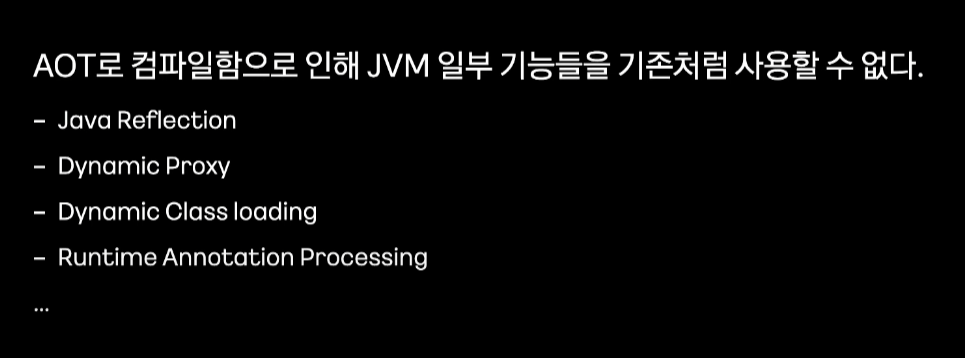 AOT로 컴파일함으로 인해 JVM 일부 기능들을 기존처럼 사용할 수 없다.
- Java Reflection
- Dynamic Proxy
- Dynamic Class loading
- Runtime Annotation Processing
...